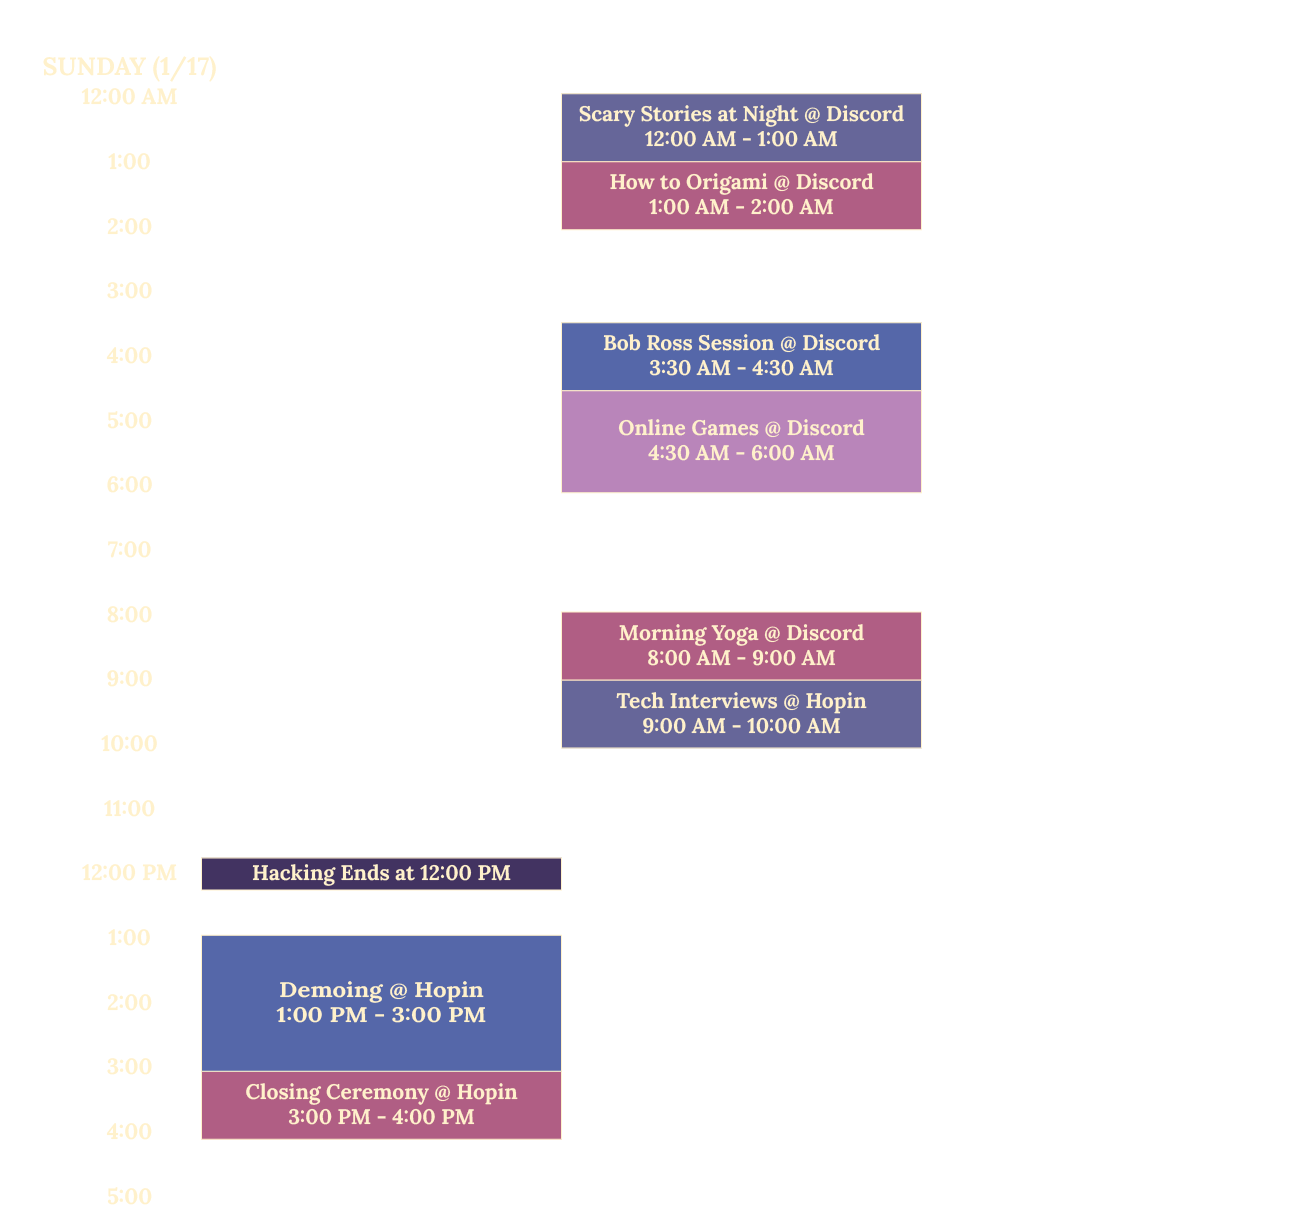 SUNDAY (1/17)
12:00 AM
Scary Stories at Night @ Discord
12:00 AM - 1:00 AM
1:00
How to Origami @ Discord
1:00 AM - 2:00 AM
2:00
3:00
Bob Ross Session @ Discord
3:30 AM - 4:30 AM
4:00
5:00
Online Games @ Discord
4:30 AM - 6:00 AM
6:00
7:00
8:00
Morning Yoga @ Discord
8:00 AM - 9:00 AM
9:00
Tech Interviews @ Hopin
9:00 AM - 10:00 AM
10:00
11:00
12:00 PM
Hacking Ends at 12:00 PM
1:00
Demoing @ Hopin
1:00 PM - 3:00 PM
2:00
3:00
Closing Ceremony @ Hopin
3:00 PM - 4:00 PM
4:00
5:00